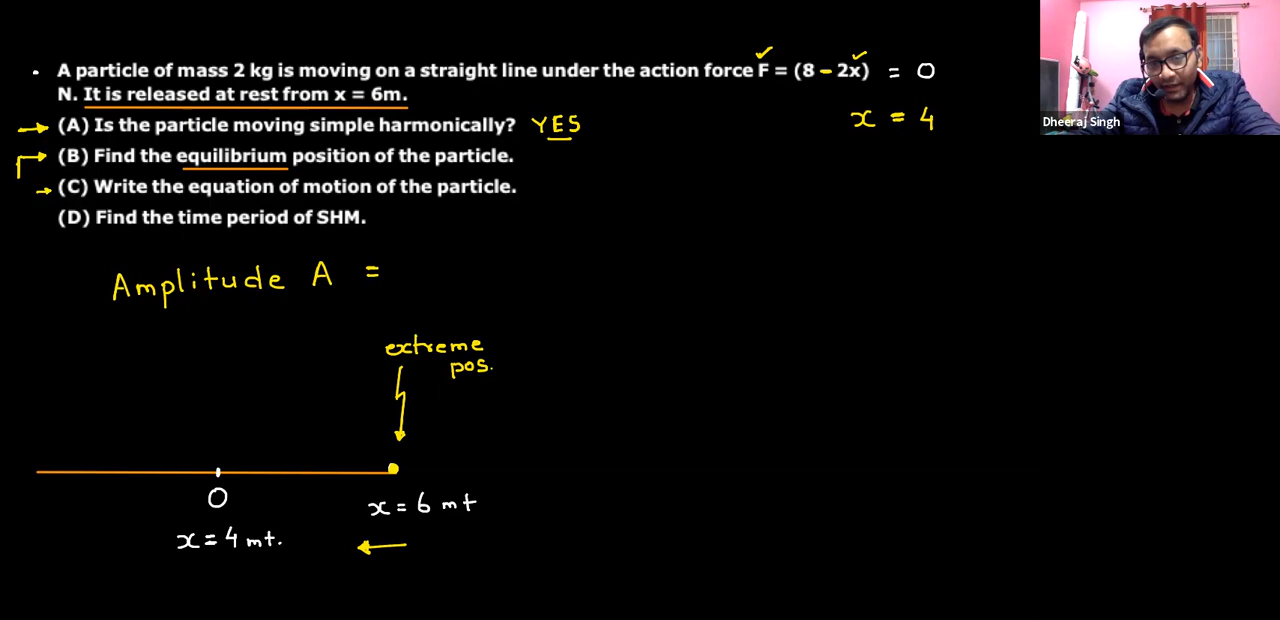 • A particle of mass 2 kg is moving on a straight line under the action force F = (8 – 2x) = 0
N. It is released at rest from x = 6m.
x = 4
(A) Is the particle moving simple harmonically? YES
Dheeraj Singh
(B) Find the equilibrium position of the particle.
(C) Write the equation of motion of the particle.
(D) Find the time period of SHM.
Amplitude A =
extreme
pos.
O
x = 6 mt
x = 4 mt.